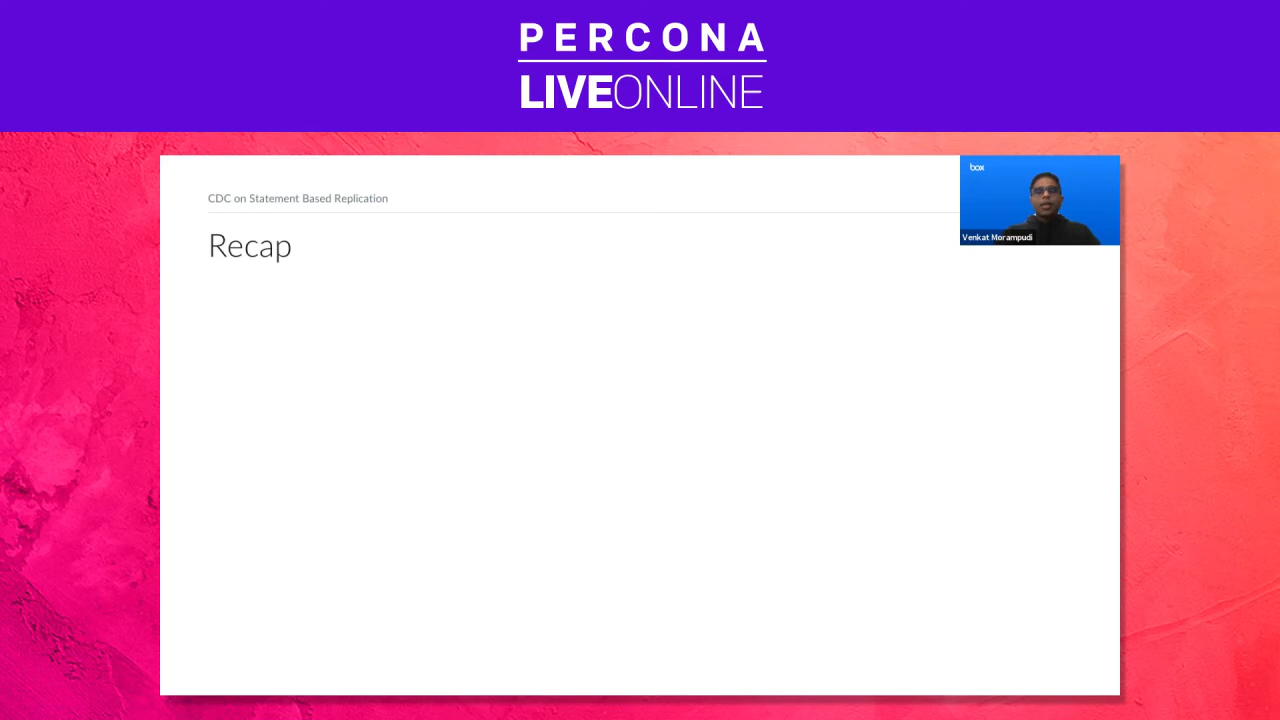 PERCONA
LIVEONLINE
CDC on Statement Based Replication
box
Recap
Venkat Morampudi